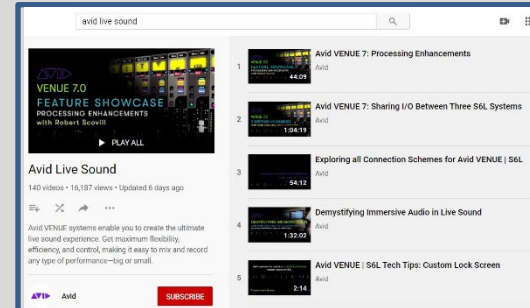 avid live sound
AVID
VENUE 7.0
FEATURE SHOWCASE
PROCESSING ENHANCEMENTS
with Robert Scovill
PLAY ALL
Avid Live Sound
140 videos • 16,187 views • Updated 6 days ago
Avid VENUE systems enable you to create the ultimate
live sound experience. Get maximum flexibility,
efficiency, and control, making it easy to mix and record
any type of performance—big or small.
AVID
Avid
SUBSCRIBE
1
44:09
Avid VENUE 7: Processing Enhancements
Avid
2
1:04:19
Avid VENUE 7: Sharing I/O Between Three S6L Systems
Avid
3
54:12
Exploring all Connection Schemes for Avid VENUE | S6L
Avid
4
1:32:02
Demystifying Immersive Audio in Live Sound
Avid
5
2:14
Avid VENUE | S6L Tech Tips: Custom Lock Screen
Avid